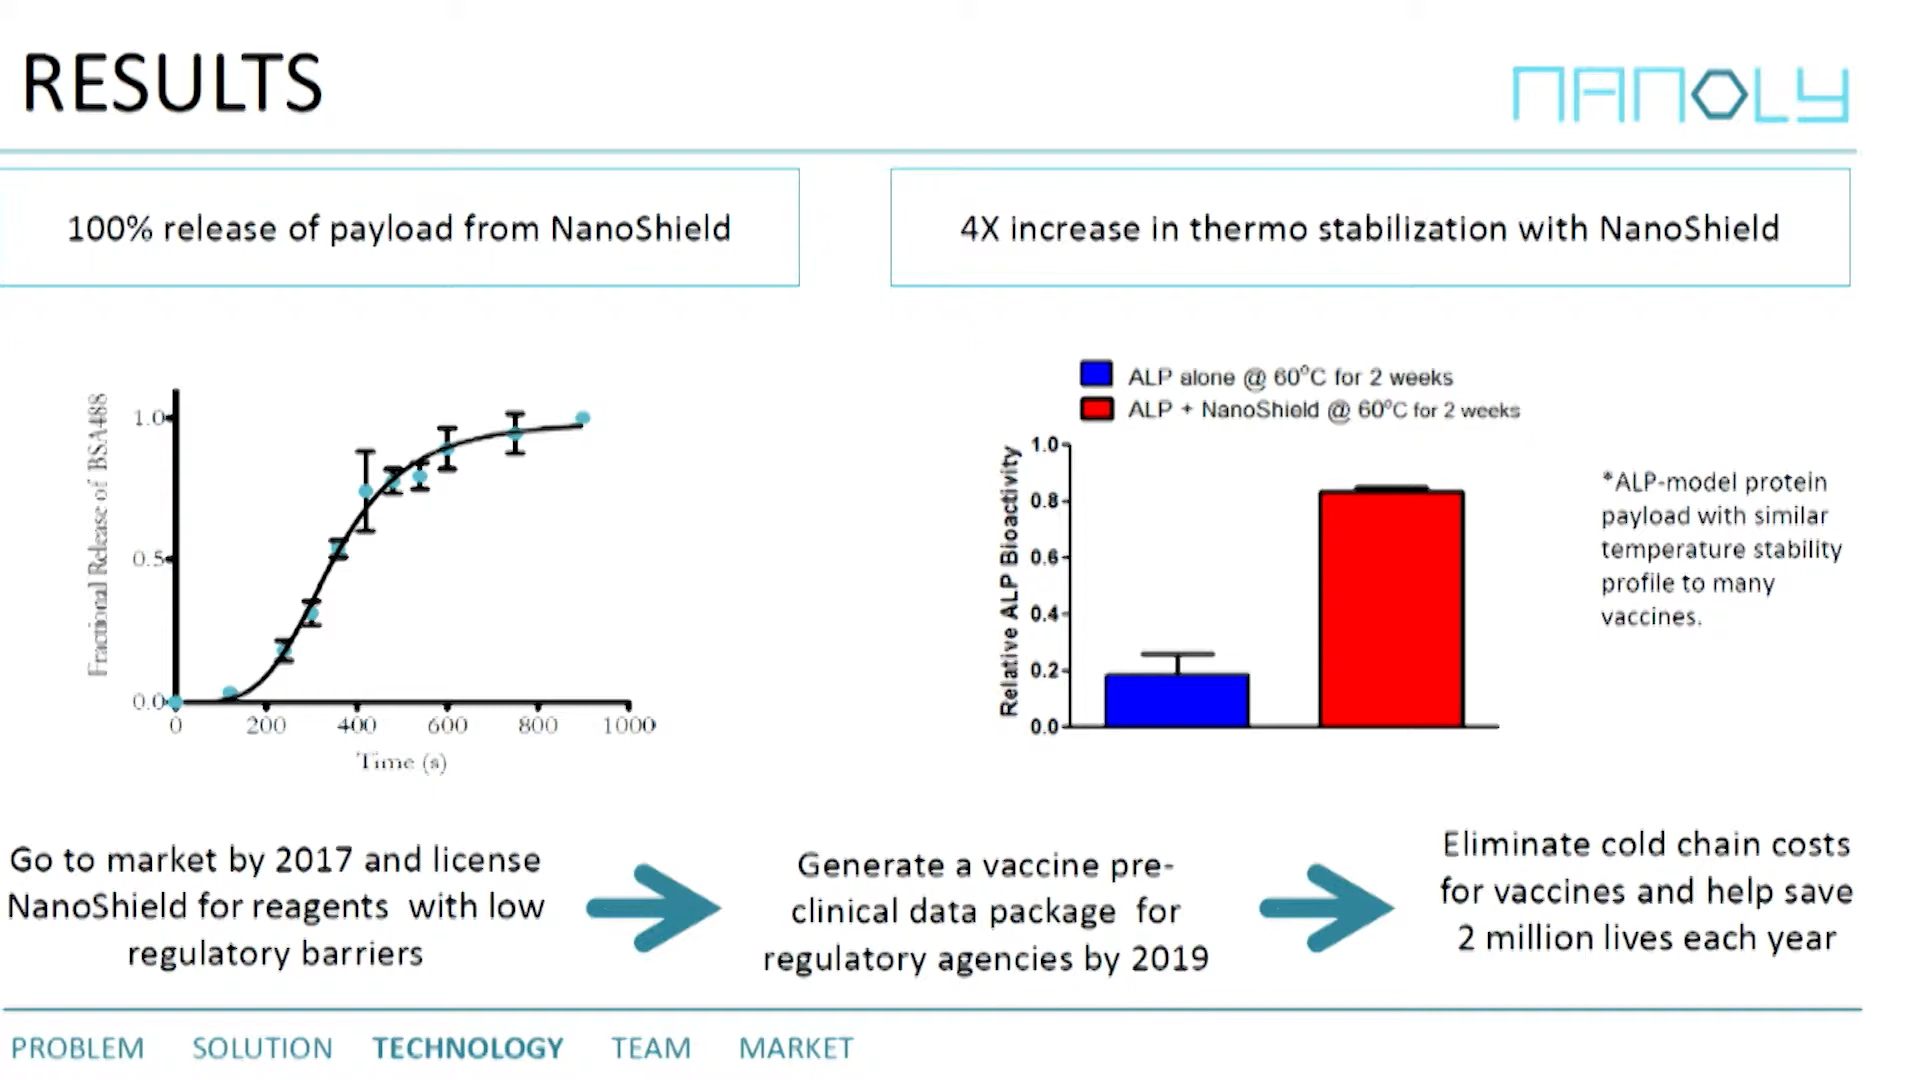 RESULTS
NANOLY
100% release of payload from NanoShield
4X increase in thermo stabilization with NanoShield
Fractional Release of BSA488
1.0
0.5
0.0
0
200
400
600
800
1000
Time (s)
ALP alone @ 60°C for 2 weeks
ALP + NanoShield @ 60°C for 2 weeks
Relative ALP Bioactivity
1.0
0.8
0.6
0.4
0.2
0.0
*ALP-model protein
payload with similar
temperature stability
profile to many
vaccines.
Go to market by 2017 and license
NanoShield for reagents with low
regulatory barriers
Generate a vaccine pre-
clinical data package for
regulatory agencies by 2019
Eliminate cold chain costs
for vaccines and help save
2 million lives each year
PROBLEM SOLUTION TECHNOLOGY TEAM MARKET